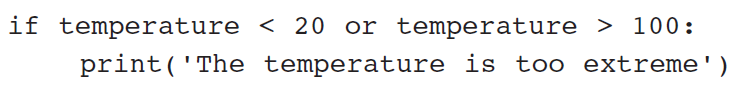 if temperature < 20 or temperature > 100:
    print('The temperature is too extreme')